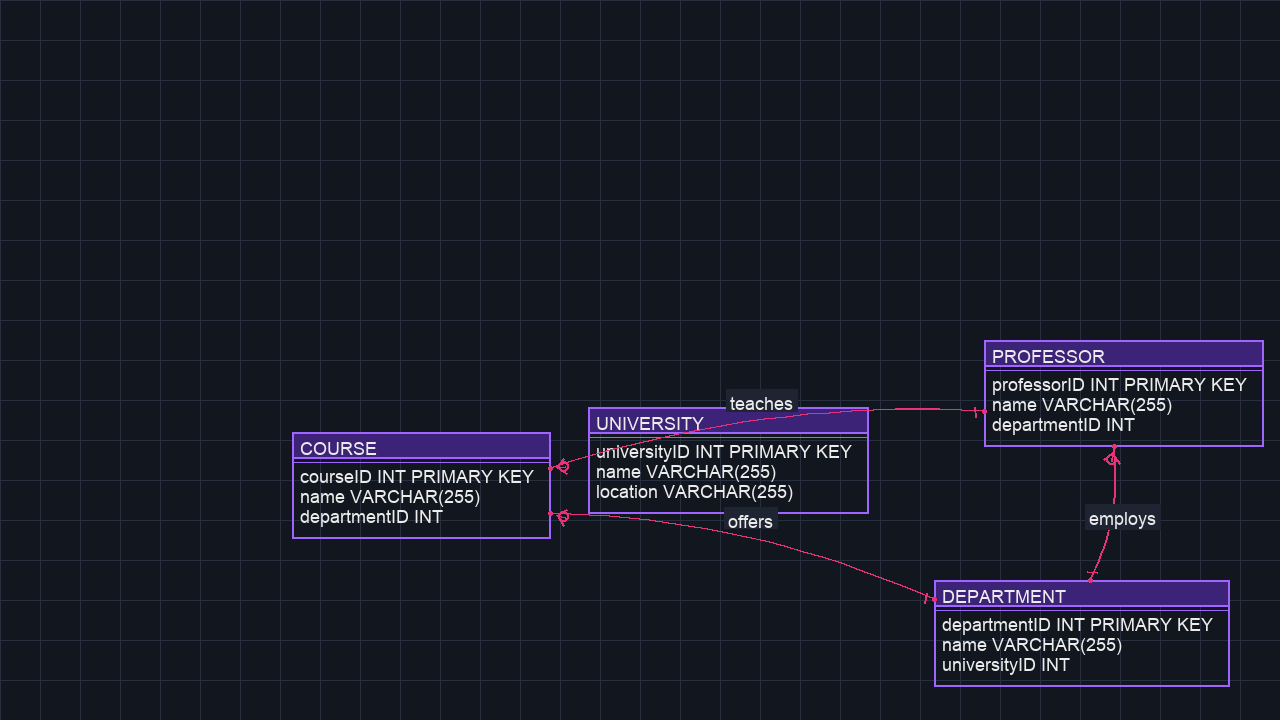 PROFESSOR
professorID INT PRIMARY KEY
name VARCHAR(255)
departmentID INT
teaches
UNIVERSITY
universityID INT PRIMARY KEY
name VARCHAR(255)
location VARCHAR(255)
COURSE
courseID INT PRIMARY KEY
name VARCHAR(255)
departmentID INT
offers
employs
DEPARTMENT
departmentID INT PRIMARY KEY
name VARCHAR(255)
universityID INT